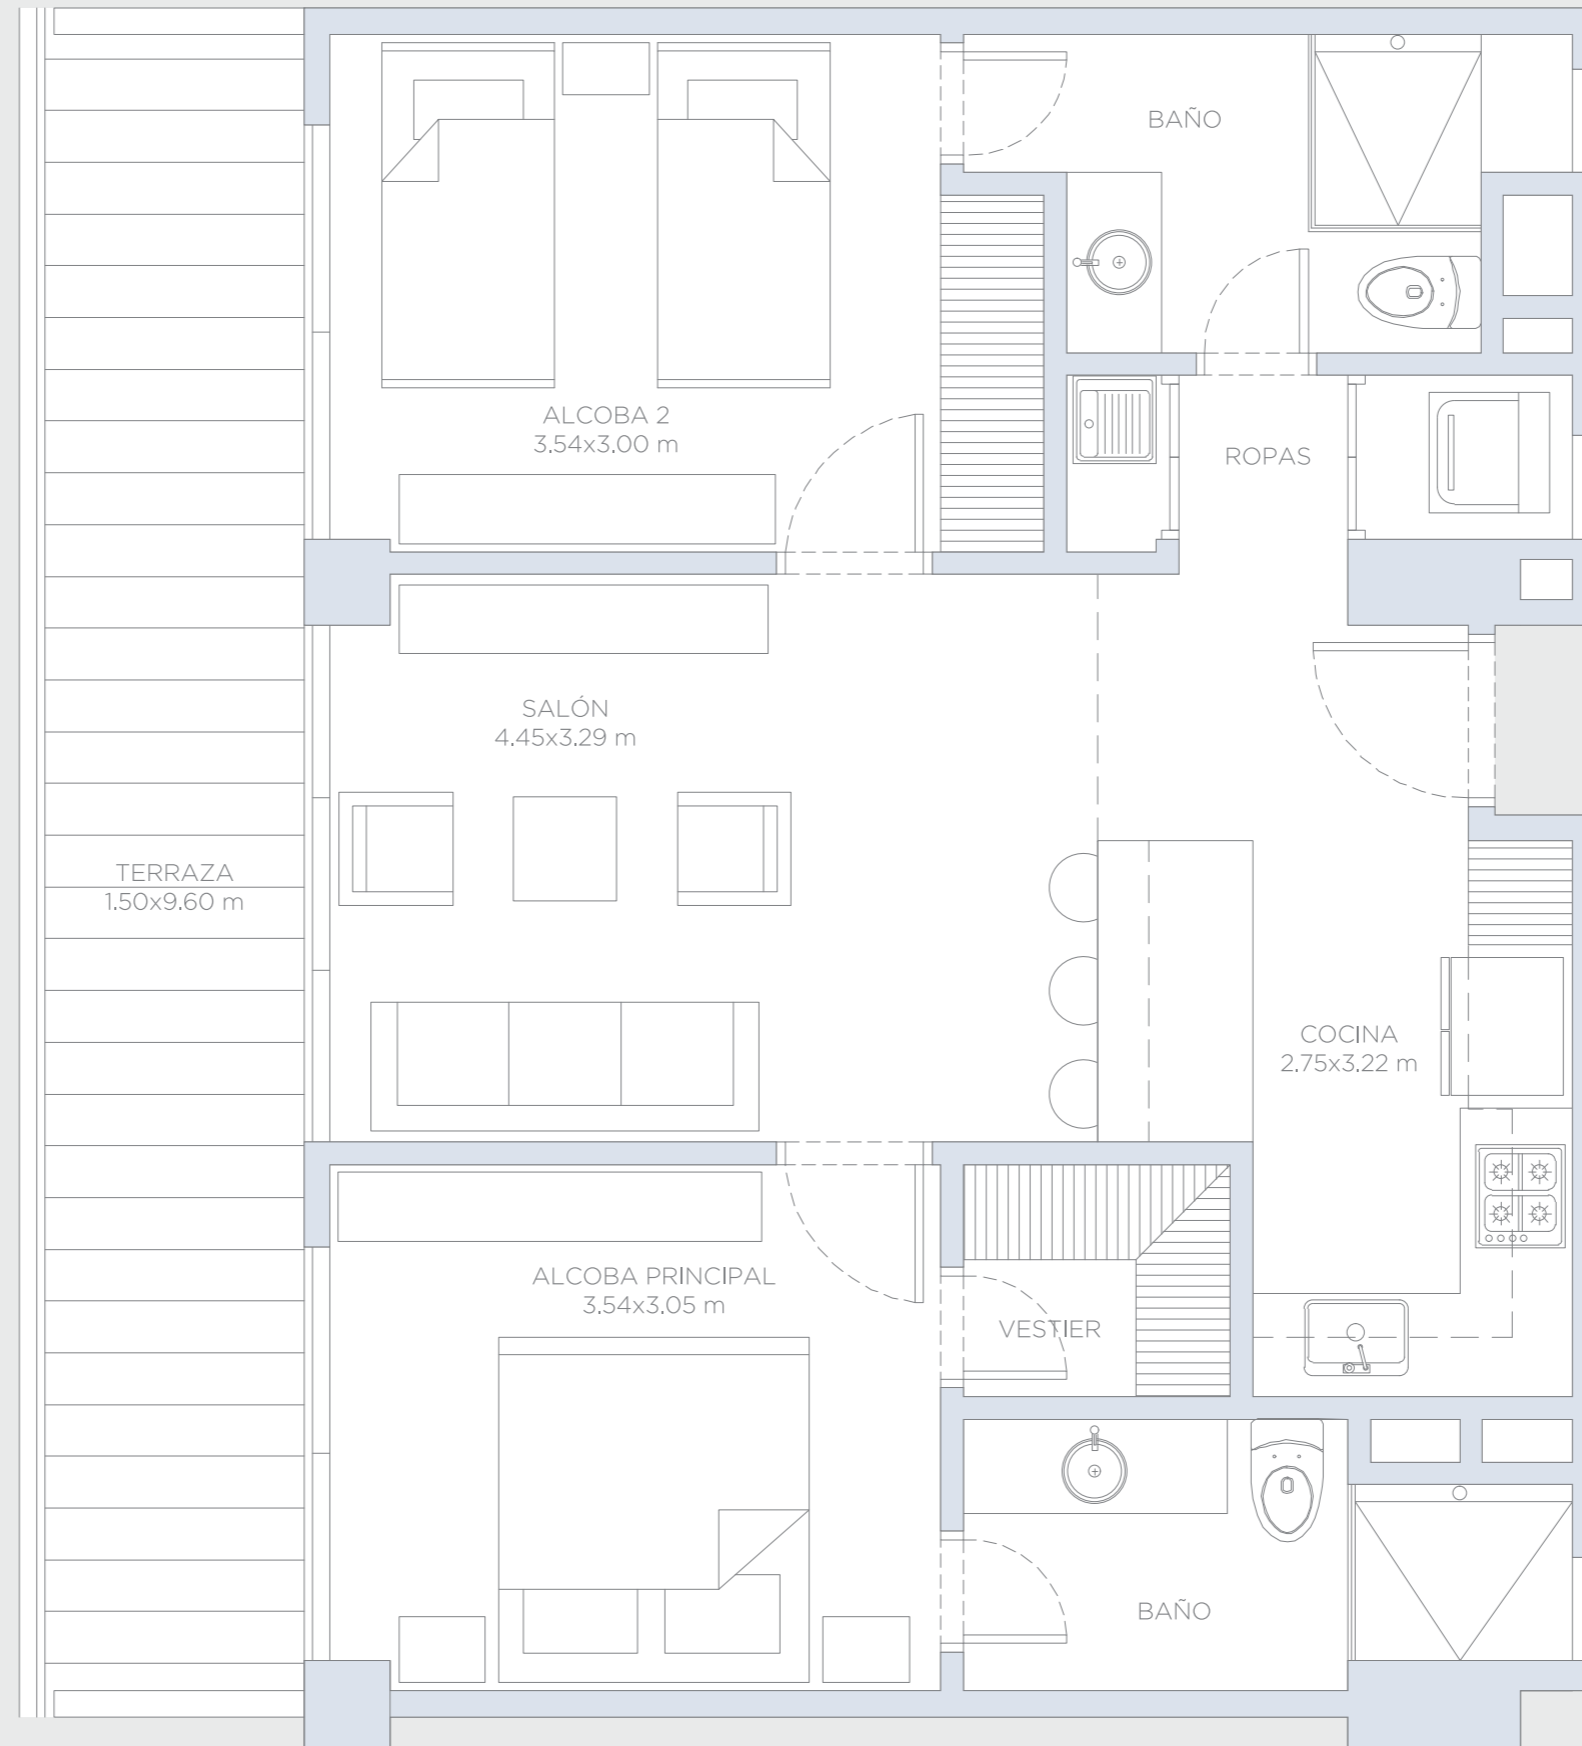 BAÑO
ALCOBA 2
3.54x3.00 m
ROPAS
SALÓN
4.45x3.29 m
TERRAZA
1.50x9.60 m
COCINA
2.75x3.22 m
ALCOBA PRINCIPAL
3.54x3.05 m
VESTIER
BAÑO